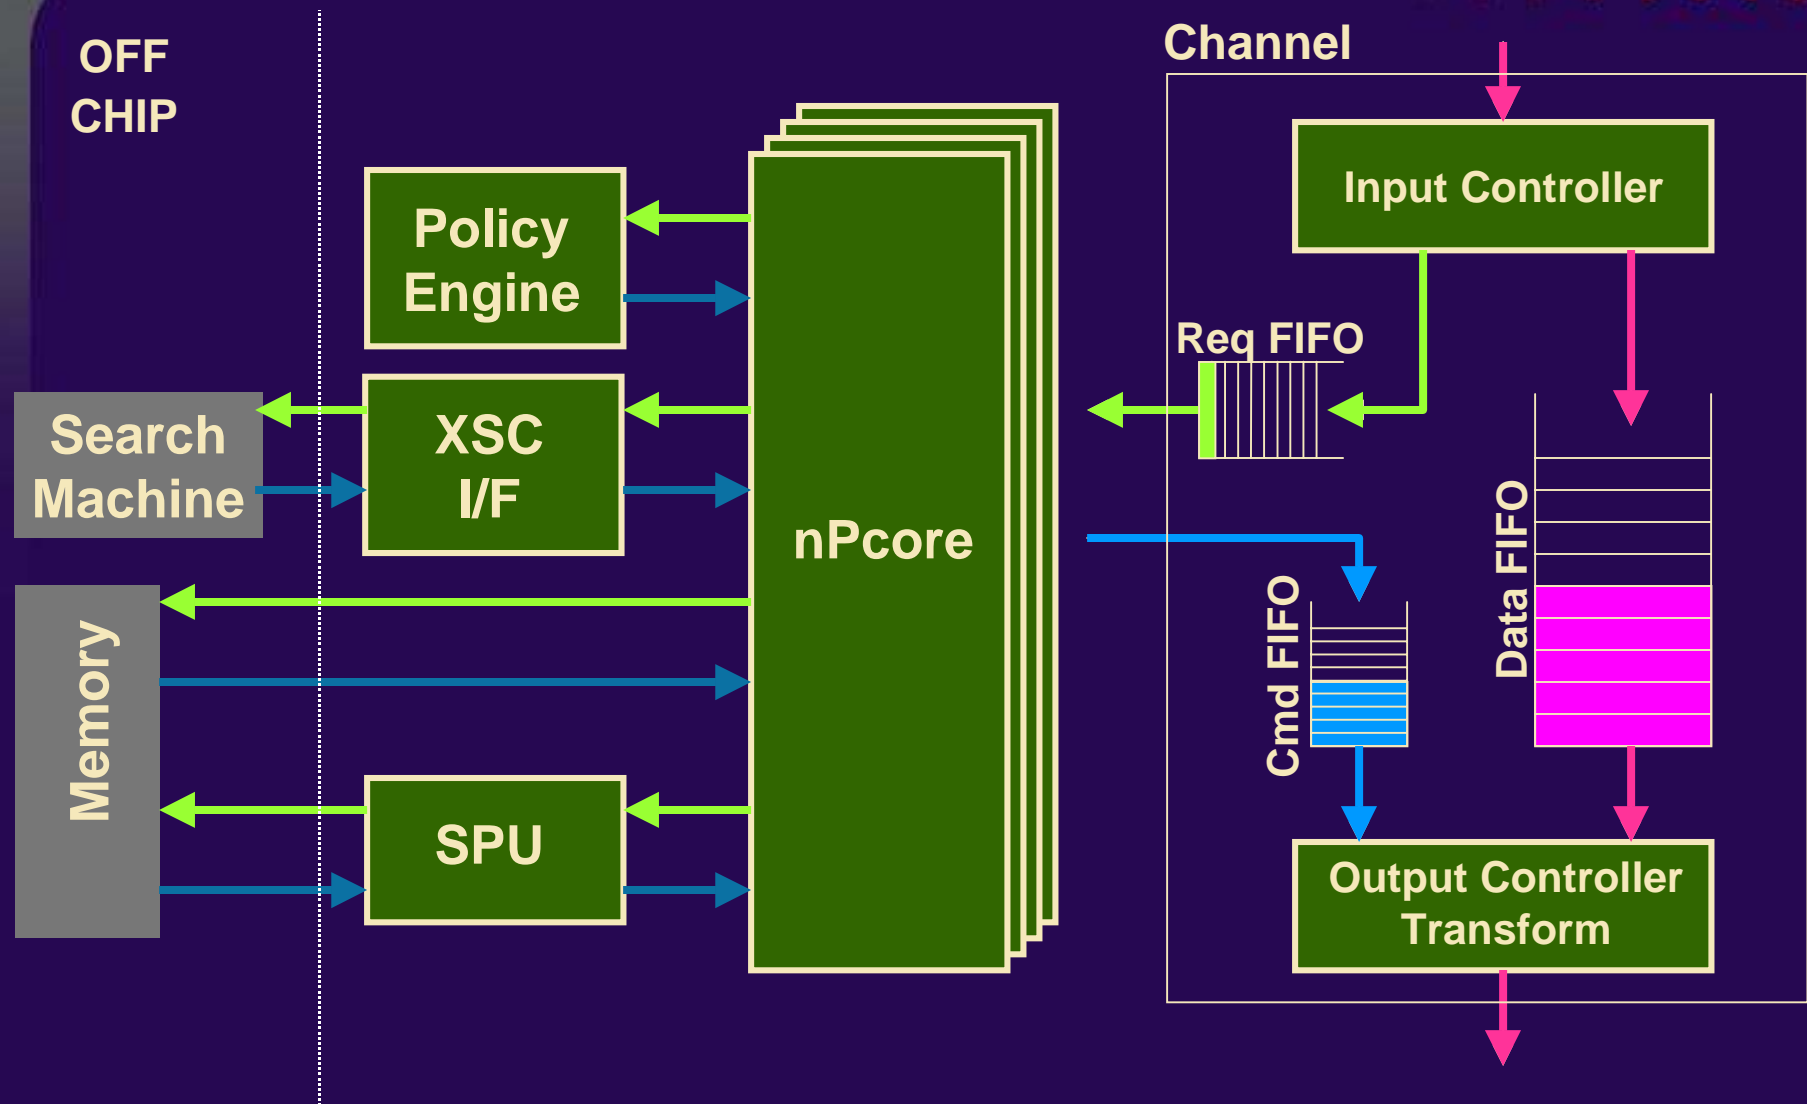 OFF
CHIP
Channel
Input Controller
Policy
Engine
Req FIFO
Search
Machine
XSC
I/F
nPcore
Data FIFO
Cmd FIFO
Memory
SPU
Output Controller
Transform